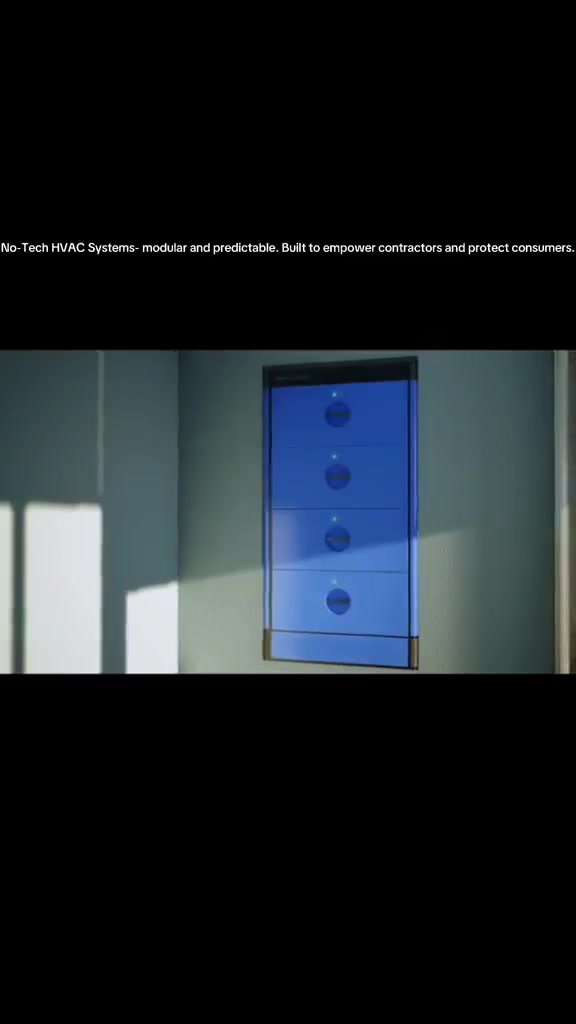 No-Tech HVAC Systems- modular and predictable. Built to empower contractors and protect consumers.